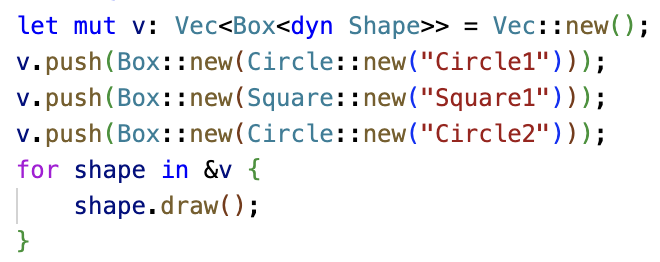 let mut v: Vec<Box<dyn Shape>> = Vec::new();
v.push(Box::new(Circle::new("Circle1")));
v.push(Box::new(Square::new("Square1")));
v.push(Box::new(Circle::new("Circle2")));
for shape in &v {
    shape.draw();
}